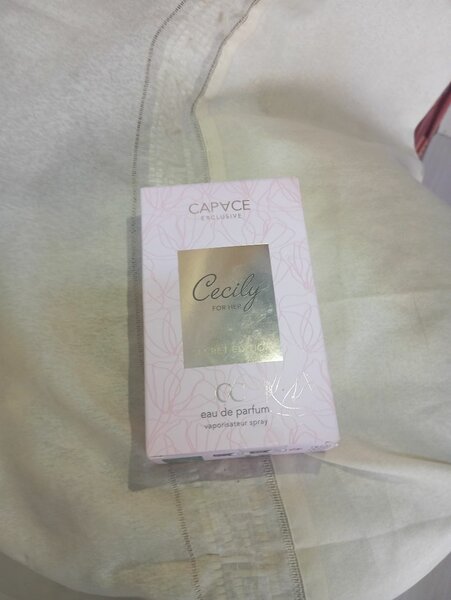 CAPACE
EXCLUSIVE
Cecily
FOR HER
CC
eau de parfum
vaporisateur spray